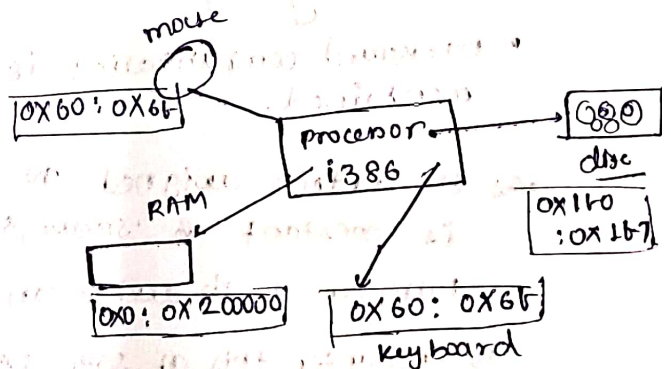 mouse
0X60: 0X6F
processor
i386
disc
0X1F0
:0X1F7
RAM
0X0: 0X200000
0X60: 0X6F
keyboard